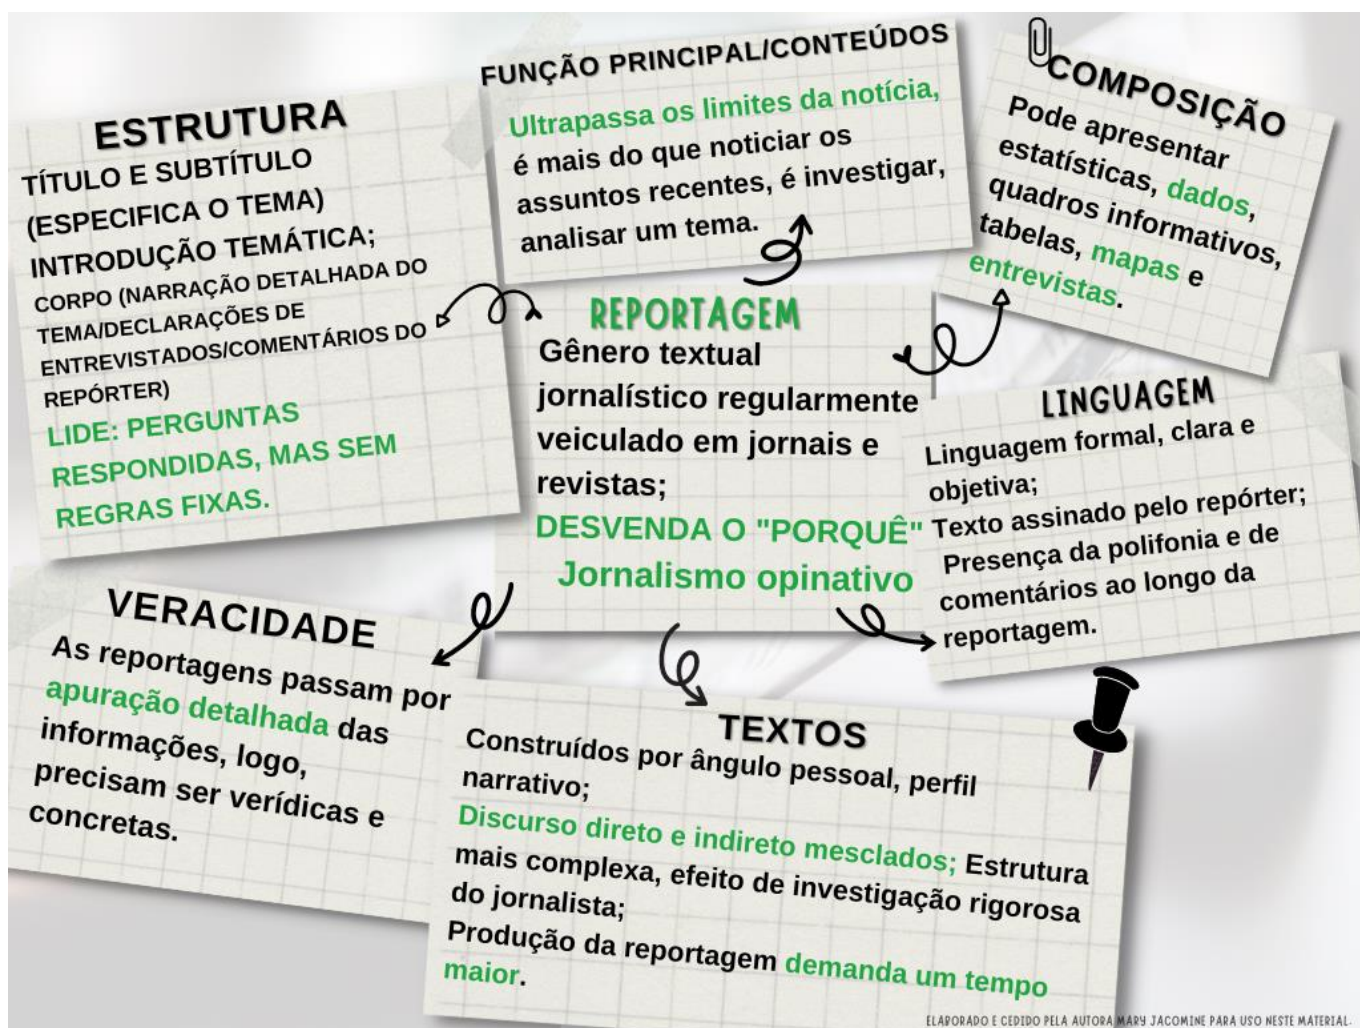 ESTRUTURA
TÍTULO E SUBTÍTULO
(ESPECIFICA O TEMA)
INTRODUÇÃO TEMÁTICA;
CORPO (NARRAÇÃO DETALHADA DO
TEMA/DECLARAÇÕES DE
ENTREVISTADOS/COMENTÁRIOS DO
REPÓRTER)
LIDE: PERGUNTAS
RESPONDIDAS, MAS SEM
REGRAS FIXAS.
FUNÇÃO PRINCIPAL/CONTEÚDOS
Ultrapassa os limites da notícia,
é mais do que noticiar os
assuntos recentes, é investigar,
analisar um tema.
COMPOSIÇÃO
Pode apresentar
estatísticas, dados,
quadros informativos,
tabelas, mapas e
entrevistas.
REPORTAGEM
Gênero textual
jornalístico regularmente
veiculado em jornais e
revistas;
DESVENDA O "PORQUÊ"
Jornalismo opinativo
LINGUAGEM
Linguagem formal, clara e
objetiva;
Texto assinado pelo repórter;
Presença da polifonia e de
comentários ao longo da
reportagem.
VERACIDADE
As reportagens passam por
apuração detalhada das
informações, logo,
precisam ser verídicas e
concretas.
TEXTOS
Construídos por ângulo pessoal, perfil
narrativo;
Discurso direto e indireto mesclados; Estrutura
mais complexa, efeito de investigação rigorosa
do jornalista;
Produção da reportagem demanda um tempo
maior.
ELABORADO E CEDIDO PELA AUTORA MARY JACOMINE PARA USO NESTE MATERIAL.